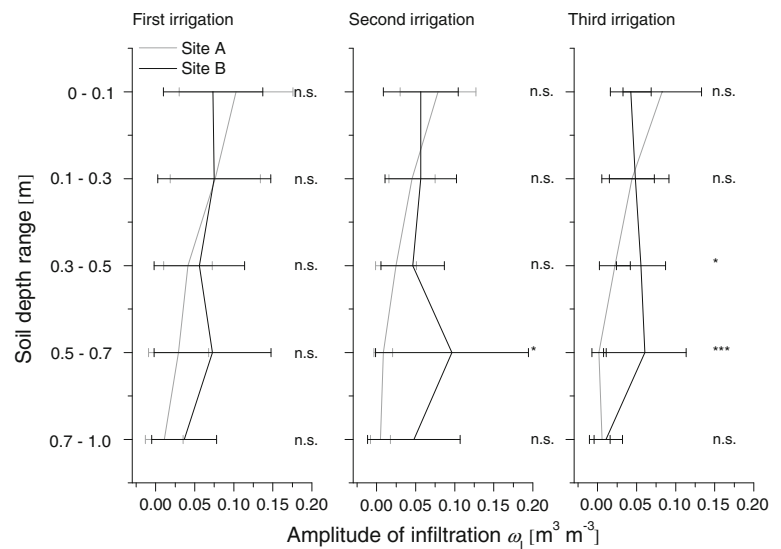 First irrigation
Second irrigation
Third irrigation
Site A
Site B
Soil depth range [m]
0 - 0.1
0.1 - 0.3
0.3 - 0.5
0.5 - 0.7
0.7 - 1.0
n.s.
n.s.
n.s.
n.s.
n.s.
n.s.
n.s.
n.s.
*
n.s.
n.s.
n.s.
*
***
n.s.
0.00 0.05 0.10 0.15 0.20
0.00 0.05 0.10 0.15 0.20
0.00 0.05 0.10 0.15 0.20
Amplitude of infiltration ω_I [m³ m⁻³]